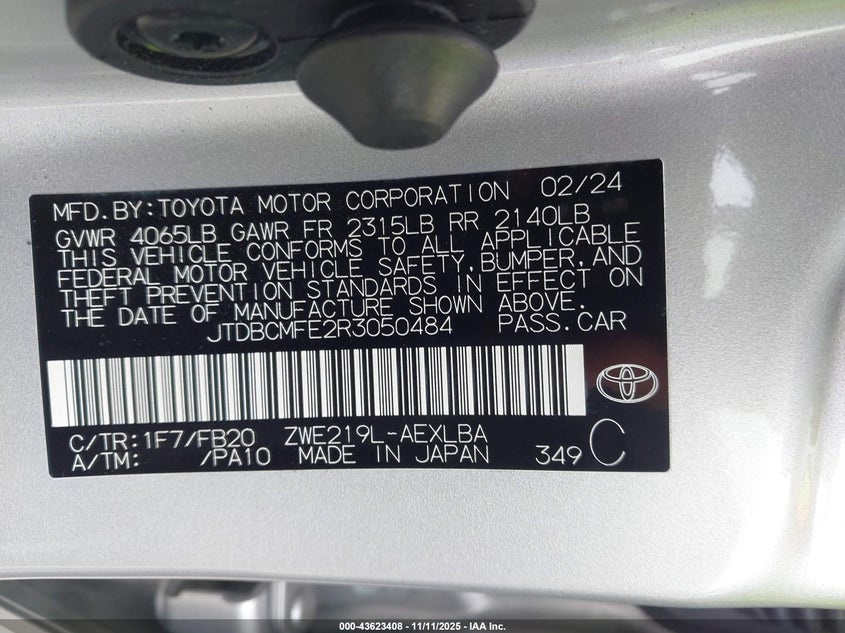 MFD.BY:TOYOTA MOTOR CORPORATION 02/24
GVWR 4065LB GAWR FR 2315LB RR 2140LB
THIS VEHICLE CONFORMS TO ALL APPLICABLE
FEDERAL MOTOR VEHICLE SAFETY,BUMPER,AND
THEFT PREVENTION STANDARDS IN EFFECT ON
THE DATE OF MANUFACTURE SHOWN ABOVE.
JTDBCMFE2R3050484 PASS.CAR
C/TR:1F7/FB20 ZWE219L-AEXLBA
A/TM: /PA10 MADE IN JAPAN 349 C
000-43623408 - 11/11/2025 - IAA Inc.